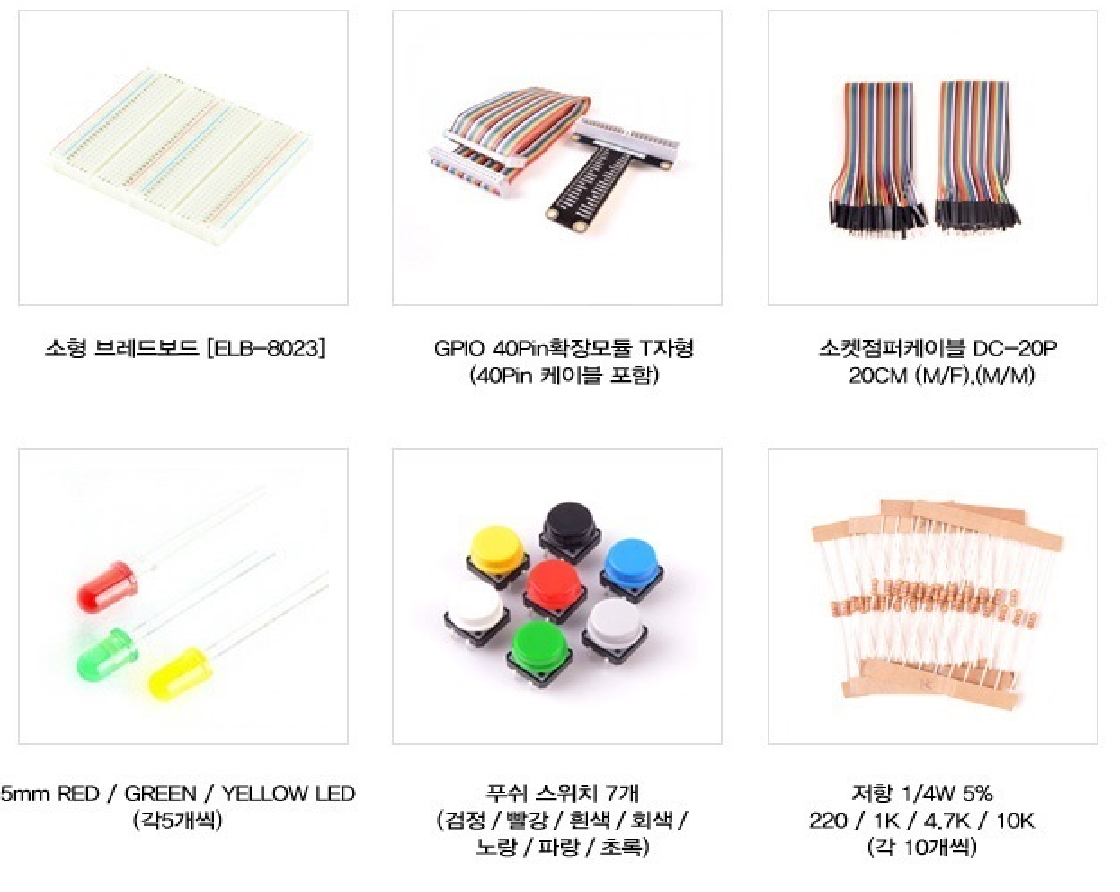 소형 브레드보드 [ELB-8023]
GPIO 40Pin확장모듈 T자형
(40Pin 케이블 포함)
소켓점퍼케이블 DC-20P
20CM (M/F),(M/M)
5mm RED / GREEN / YELLOW LED
(각5개씩)
푸쉬 스위치 7개
(검정 / 빨강 / 흰색 / 회색 /
노랑 / 파랑 / 초록)
저항 1/4W 5%
220 / 1K / 4.7K / 10K
(각 10개씩)